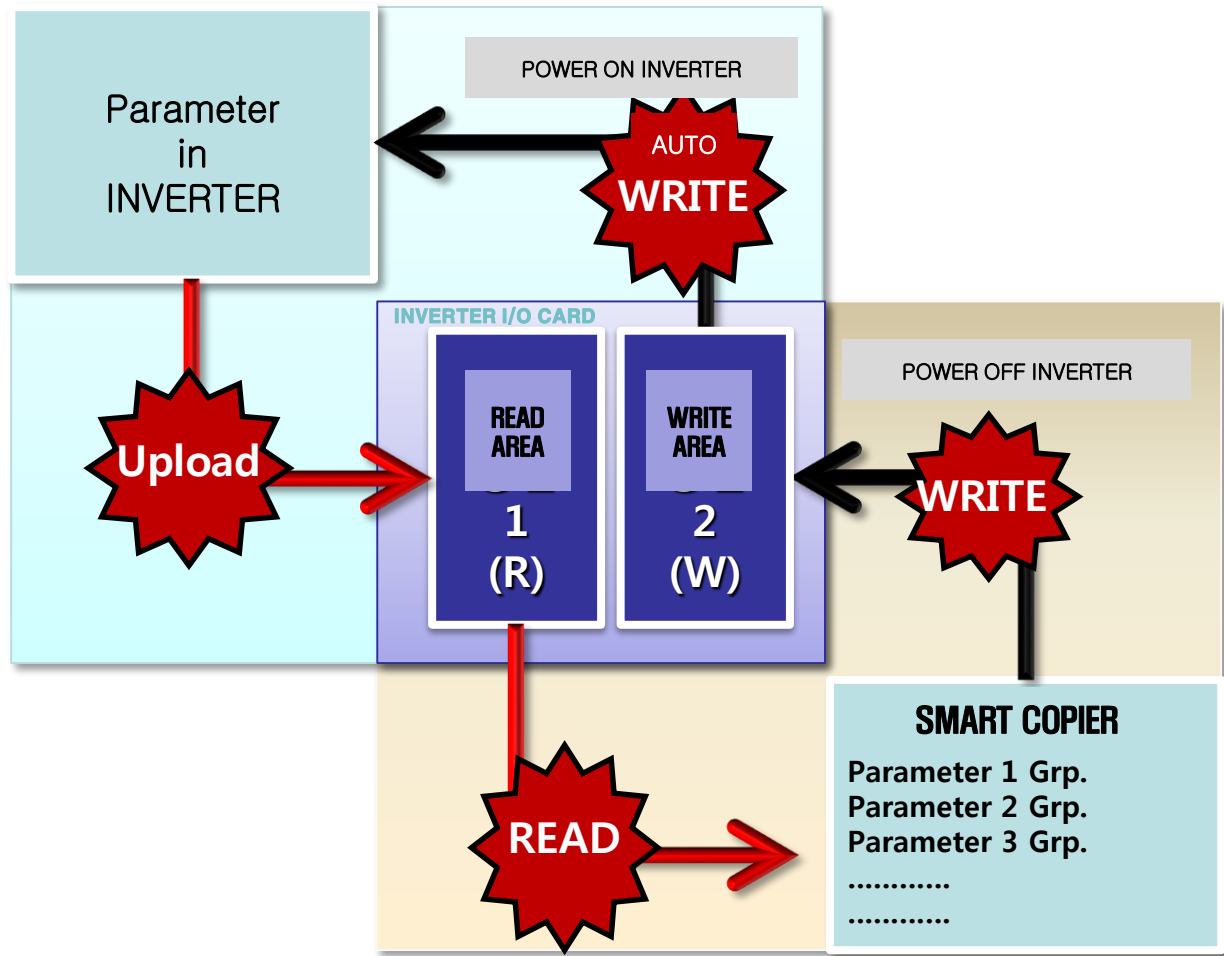 POWER ON INVERTER
Parameter
in
INVERTER
AUTO
WRITE
INVERTER I/O CARD
POWER OFF INVERTER
READ
AREA
1
(R)
WRITE
AREA
2
(W)
Upload
WRITE
READ
SMART COPIER
Parameter 1 Grp.
Parameter 2 Grp.
Parameter 3 Grp.
............
............